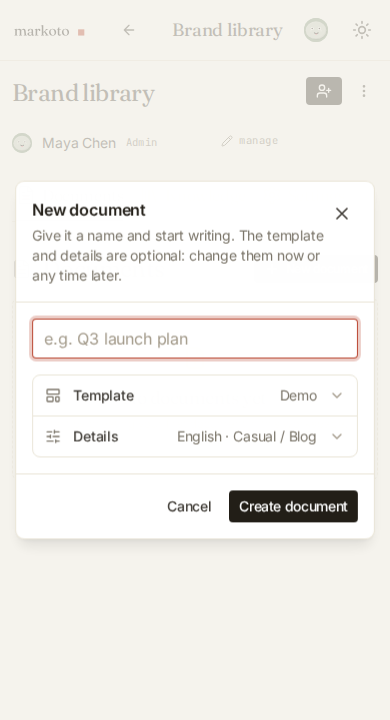 markoto
Brand library
Brand library
Maya Chen Admin manage
New document
Give it a name and start writing. The template
and details are optional: change them now or
any time later.
e.g. Q3 launch plan
Template Demo
Details English · Casual / Blog
Cancel Create document